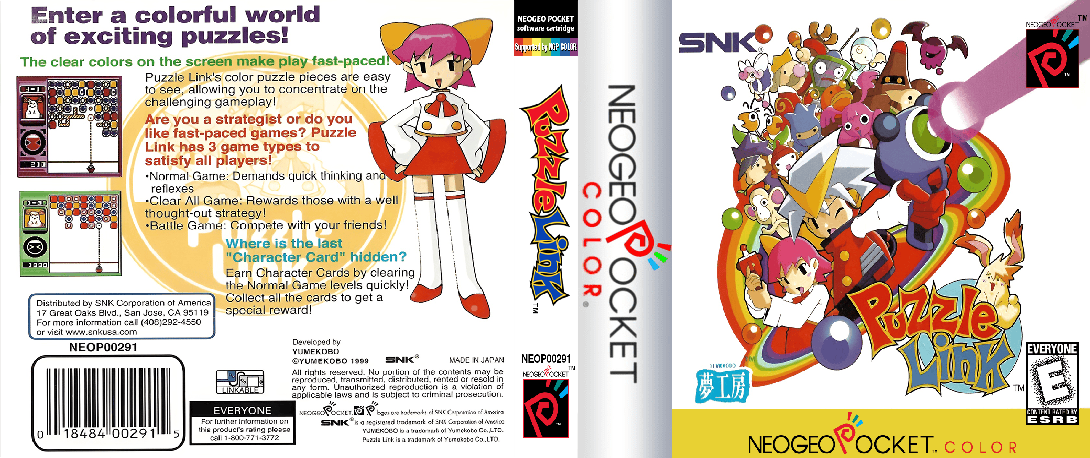 Enter a colorful world
of exciting puzzles!
The clear colors on the screen make play fast-paced!
Puzzle Link's color puzzle pieces are easy
to see, allowing you to concentrate on the
challenging gameplay!
Are you a strategist or do you
like fast-paced games? Puzzle
Link has 3 game types to
satisfy all players!
•Normal Game: Demands quick thinking and
reflexes
•Clear All Game: Rewards those with a well
thought-out strategy!
•Battle Game: Compete with your friends!
Where is the last
"Character Card" hidden?
Earn Character Cards by clearing
the Normal Game levels quickly!
Collect all the cards to get a
special reward!
Distributed by SNK Corporation of America
17 Great Oaks Blvd., San Jose, CA 95119
For more information call (408)292-4550
or visit www.snkusa.com
NEOP00291
0 18484 00291 5
LINKABLE
EVERYONE
For further information on
this product's rating please
call 1-800-771-3772
Developed by
YUMEKOBO
©YUMEKOBO 1999 SNK® MADE IN JAPAN
All rights reserved. No portion of the contents may be
reproduced, transmitted, distributed, rented or resold in
any form. Unauthorized reproduction is a violation of
applicable laws and is subject to criminal prosecution.
NEOGEO POCKET, logos are trademark of SNK Corporation of America
SNK® is a registered trademark of SNK Corporation of America
YUMEKOBO is a trademark of Yumekobo Co.,LTD.
Puzzle Link is a trademark of Yumekobo Co.,LTD.
NEOGEO POCKET
software cartridge
Supported by NGP COLOR
Puzzle Link™
NEOP00291
NEOGEO POCKET™
NEOGEO POCKET
COLOR®
SNK®
NEOGEO POCKET™
Puzzle
Link™
YUMEKOBO
夢工房
EVERYONE
E
CONTENT RATED BY
ESRB
NEOGEO POCKET™ COLOR